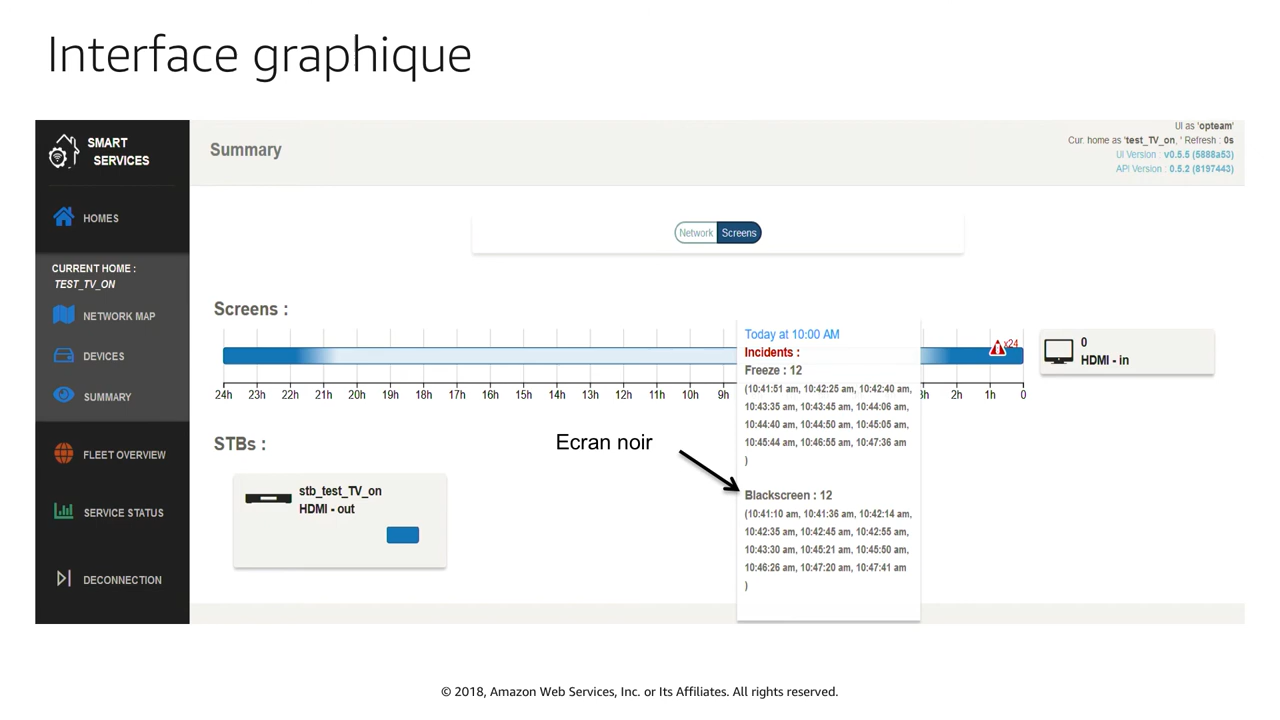 Interface graphique
SMART
SERVICES
HOMES
CURRENT HOME :
TEST_TV_ON
NETWORK MAP
DEVICES
SUMMARY
FLEET OVERVIEW
SERVICE STATUS
DECONNECTION
Summary
UI as 'opteam'
Cur. home as 'test_TV_on, ' Refresh : 0s
UI Version : v0.5.5 (5888a53)
API Version : 0.5.2 (8197443)
Network Screens
Screens :
x24
24h 23h 22h 21h 20h 19h 18h 17h 16h 15h 14h 13h 12h 11h 10h 9h 3h 2h 1h 0
0
HDMI - in
Today at 10:00 AM
Incidents :
Freeze : 12
(10:41:51 am, 10:42:25 am, 10:42:40 am,
10:43:35 am, 10:43:45 am, 10:44:06 am,
10:44:40 am, 10:44:50 am, 10:45:05 am,
10:45:44 am, 10:46:55 am, 10:47:36 am
)
Blackscreen : 12
(10:41:10 am, 10:41:36 am, 10:42:14 am,
10:42:35 am, 10:42:45 am, 10:42:55 am,
10:43:30 am, 10:45:21 am, 10:45:50 am,
10:46:26 am, 10:47:20 am, 10:47:41 am
)
Ecran noir
STBs :
stb_test_TV_on
HDMI - out
© 2018, Amazon Web Services, Inc. or Its Affiliates. All rights reserved.